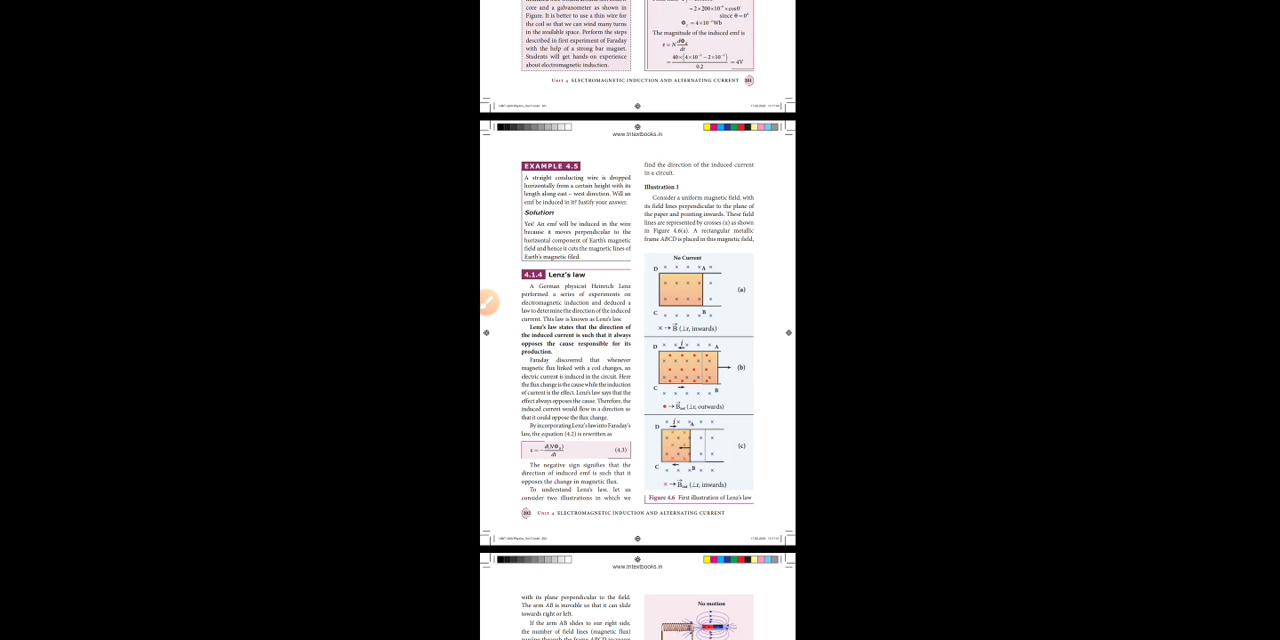 core and a galvanometer as shown in
Figure. It is better to use a thin wire for
the coil so that we can wind many turns
in the available space. Perform the steps
described in first experiment of Faraday
with the help of a strong bar magnet.
Students will get hands-on experience
about electromagnetic induction.
since θ = 0°
The magnitude of the induced emf is
UNIT 4 ELECTROMAGNETIC INDUCTION AND ALTERNATING CURRENT
www.tntextbooks.in
EXAMPLE 4.5
A straight conducting wire is dropped
horizontally from a certain height with its
length along east – west direction. Will an
emf be induced in it? Justify your answer.
Solution
Yes! An emf will be induced in the wire
because it moves perpendicular to the
horizontal component of Earth's magnetic
field and hence it cuts the magnetic lines of
Earth's magnetic filed.
4.1.4 Lenz's law
A German physicist Heinrich Lenz
performed a series of experiments on
electromagnetic induction and deduced a
law to determine the direction of the induced
current. This law is known as Lenz's law.
Lenz's law states that the direction of
the induced current is such that it always
opposes the cause responsible for its
production.
Faraday discovered that whenever
magnetic flux linked with a coil changes, an
electric current is induced in the circuit. Here
the flux change is the cause while the induction
of current is the effect. Lenz's law says that the
effect always opposes the cause. Therefore, the
induced current would flow in a direction so
that it could oppose the flux change.
By incorporating Lenz's law into Faraday's
law, the equation (4.2) is rewritten as
ε = − d(NΦB)/dt (4.3)
The negative sign signifies that the
direction of induced emf is such that it
opposes the change in magnetic flux.
To understand Lenz's law, let us
consider two illustrations in which we
find the direction of the induced current
in a circuit.
Illustration 1
Consider a uniform magnetic field, with
its field lines perpendicular to the plane of
the paper and pointing inwards. These field
lines are represented by crosses (x) as shown
in Figure 4.6(a). A rectangular metallic
frame ABCD is placed in this magnetic field,
No Current
D A
(a)
C B
× → B (⊥r, inwards)
D i A
(b)
C B
• → Bind (⊥r, outwards)
D i A
(c)
C B
× → Bind (⊥r, inwards)
Figure 4.6 First illustration of Lenz's law
202 UNIT 4 ELECTROMAGNETIC INDUCTION AND ALTERNATING CURRENT
www.tntextbooks.in
with its plane perpendicular to the field.
The arm AB is movable so that it can slide
towards right or left.
If the arm AB slides to our right side,
the number of field lines (magnetic flux)
No motion